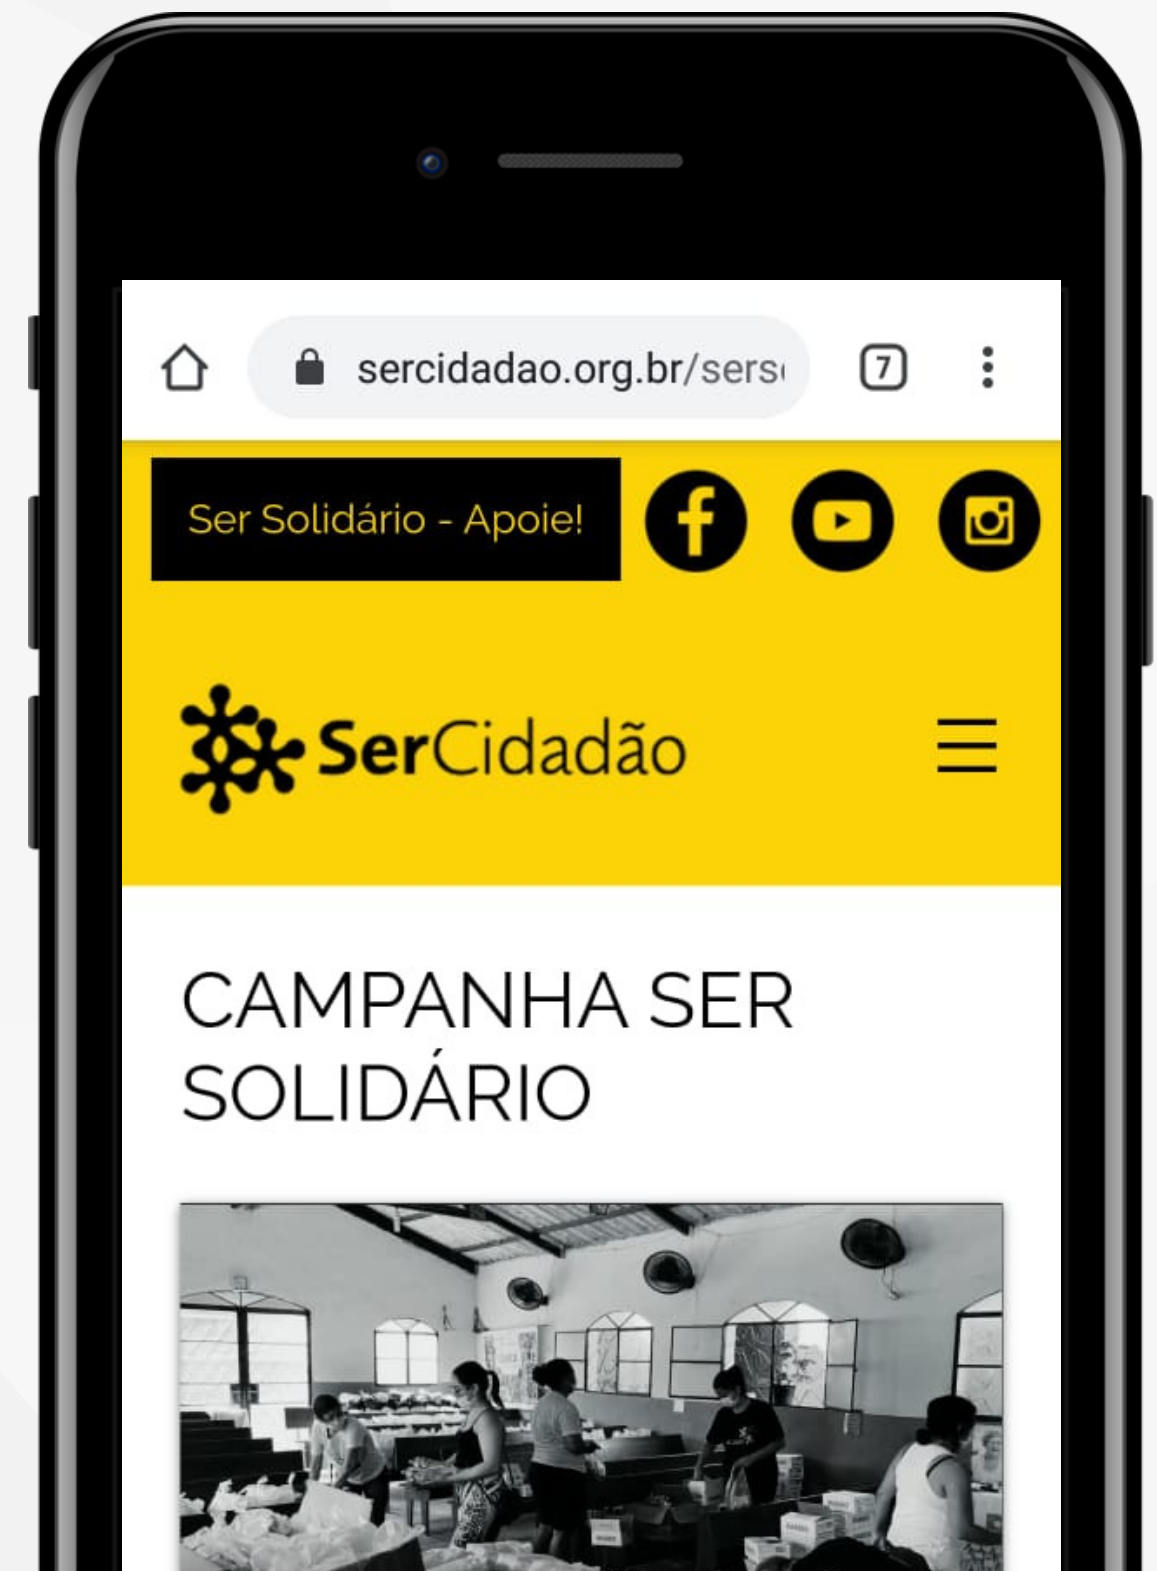 sercidadao.org.br/sers
7
Ser Solidário - Apoie!
SerCidadão
CAMPANHA SER
SOLIDÁRIO